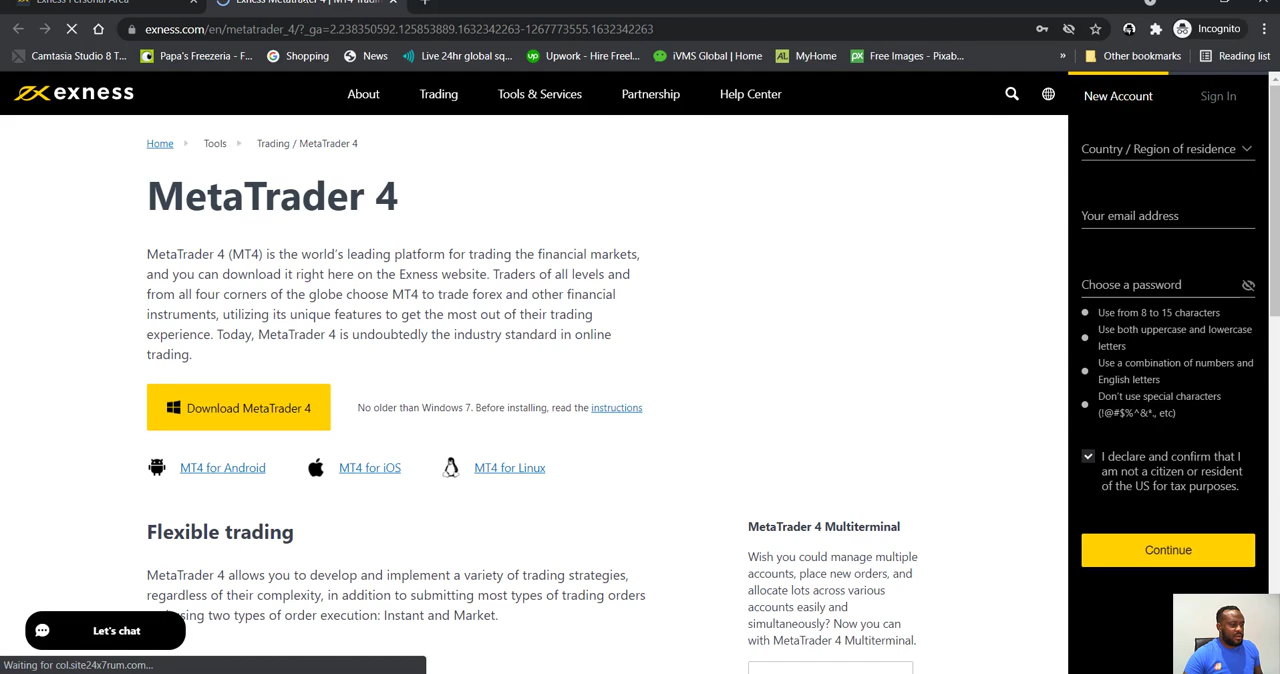 Exness Personal Area
Exness MetaTrader 4 | MT4 Tradi
exness.com/en/metatrader_4/?_ga=2.238350592.125853889.1632342263-1267773555.1632342263
Incognito
Camtasia Studio 8 T...
Papa's Freezeria - F...
Shopping
News
Live 24hr global sq...
Upwork - Hire Freel...
iVMS Global | Home
MyHome
Free Images - Pixab...
»
Other bookmarks
Reading list
exness
About
Trading
Tools & Services
Partnership
Help Center
New Account
Sign In
Home
Tools
Trading / MetaTrader 4
MetaTrader 4
MetaTrader 4 (MT4) is the world's leading platform for trading the financial markets,
and you can download it right here on the Exness website. Traders of all levels and
from all four corners of the globe choose MT4 to trade forex and other financial
instruments, utilizing its unique features to get the most out of their trading
experience. Today, MetaTrader 4 is undoubtedly the industry standard in online
trading.
Download MetaTrader 4
No older than Windows 7. Before installing, read the instructions
MT4 for Android
MT4 for iOS
MT4 for Linux
Flexible trading
MetaTrader 4 allows you to develop and implement a variety of trading strategies,
regardless of their complexity, in addition to submitting most types of trading orders
using two types of order execution: Instant and Market.
MetaTrader 4 Multiterminal
Wish you could manage multiple
accounts, place new orders, and
allocate lots across various
accounts easily and
simultaneously? Now you can
with MetaTrader 4 Multiterminal.
Country / Region of residence
Your email address
Choose a password
Use from 8 to 15 characters
Use both uppercase and lowercase
letters
Use a combination of numbers and
English letters
Don't use special characters
(!@#$%^&*., etc)
I declare and confirm that I
am not a citizen or resident
of the US for tax purposes.
Continue
Let's chat
Waiting for col.site24x7rum.com...